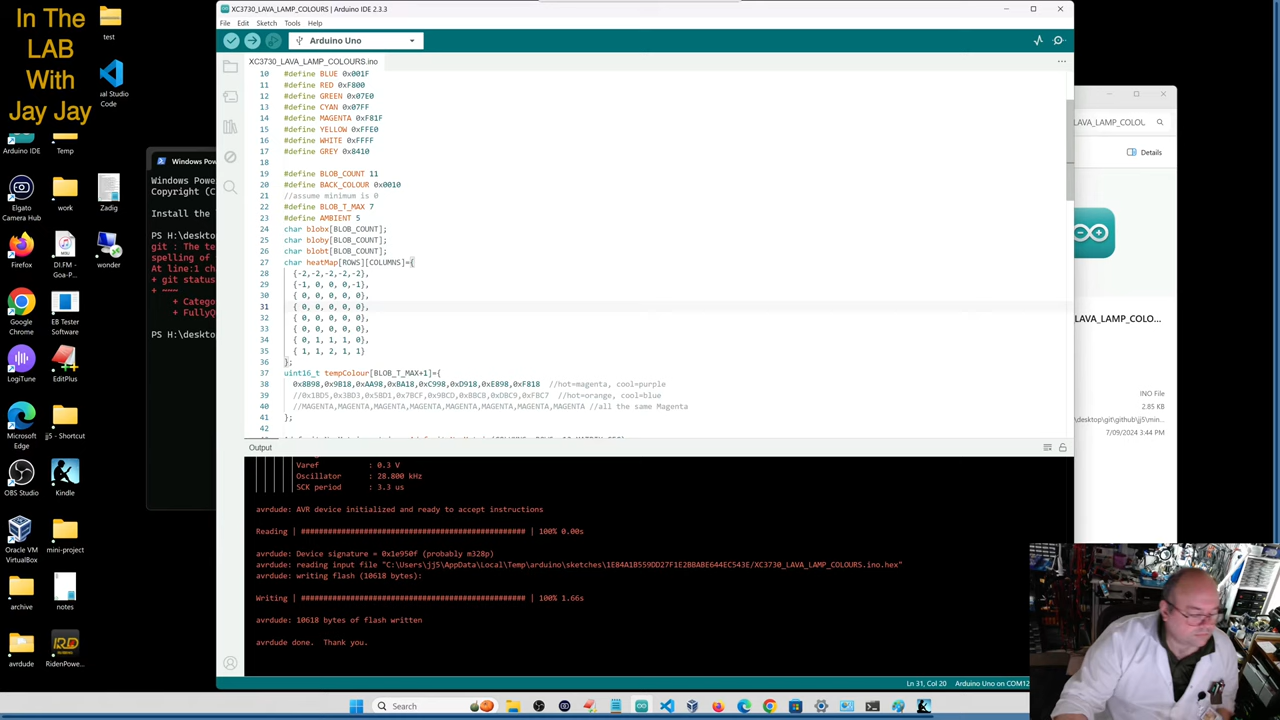 In The
LAB
With
Jay Jay
test
ual Studio
Code
Arduino IDE
Temp
Elgato
Camera Hub
work
Zadig
Firefox
DI.FM -
Goa-P...
wonder
Google
Chrome
EB Tester
Software
LogiTune
EditPlus
Microsoft
Edge
jj5 - Shortcut
OBS Studio
Kindle
Oracle VM
VirtualBox
mini-project
archive
notes
avrdude
RidenPowe...
Windows Pow
Windows Power
Copyright (C
Install the
PS H:\deskto
git : The te
spelling of
At line:1 ch
+ git status
+ ~~~
+ Catego
+ FullyQ
PS H:\deskto
XC3730_LAVA_LAMP_COLOURS | Arduino IDE 2.3.3
File Edit Sketch Tools Help
Arduino Uno
XC3730_LAVA_LAMP_COLOURS.ino
10 #define BLUE 0x001F
11 #define RED 0xF800
12 #define GREEN 0x07E0
13 #define CYAN 0x07FF
14 #define MAGENTA 0xF81F
15 #define YELLOW 0xFFE0
16 #define WHITE 0xFFFF
17 #define GREY 0x8410
18
19 #define BLOB_COUNT 11
20 #define BACK_COLOUR 0x0010
21 //assume minimum is 0
22 #define BLOB_T_MAX 7
23 #define AMBIENT 5
24 char blobx[BLOB_COUNT];
25 char bloby[BLOB_COUNT];
26 char blobt[BLOB_COUNT];
27 char heatMap[ROWS][COLUMNS]={
28 {-2,-2,-2,-2,-2},
29 {-1, 0, 0, 0,-1},
30 { 0, 0, 0, 0, 0},
31 { 0, 0, 0, 0, 0},
32 { 0, 0, 0, 0, 0},
33 { 0, 0, 0, 0, 0},
34 { 0, 1, 1, 1, 0},
35 { 1, 1, 2, 1, 1}
36 };
37 uint16_t tempColour[BLOB_T_MAX+1]={
38 0x8B98,0x9B18,0xAA98,0xBA18,0xC998,0xD918,0xE898,0xF818 //hot=magenta, cool=purple
39 //0x1BD5,0x3BD3,0x5BD1,0x7BCF,0x9BCD,0xBBCB,0xDBC9,0xFBC7 //hot=orange, cool=blue
40 //MAGENTA,MAGENTA,MAGENTA,MAGENTA,MAGENTA,MAGENTA,MAGENTA,MAGENTA //all the same Magenta
41 };
42
Output
Varef : 0.3 V
Oscillator : 28.800 kHz
SCK period : 3.3 us
avrdude: AVR device initialized and ready to accept instructions
Reading | ################################################## | 100% 0.00s
avrdude: Device signature = 0x1e950f (probably m328p)
avrdude: reading input file "C:\Users\jj5\AppData\Local\Temp\arduino\sketches\1E84A1B559DD27F1E2BBABE644EC543E/XC3730_LAVA_LAMP_COLOURS.ino.hex"
avrdude: writing flash (10618 bytes):
Writing | ################################################## | 100% 1.66s
avrdude: 10618 bytes of flash written
avrdude done. Thank you.
Ln 31, Col 20 Arduino Uno on COM12
LAVA_LAMP_COLOL
Details
LAVA_LAMP_COLO...
INO File
2.85 KB
git\github\jj5\min...
7/09/2024 3:44 PM
Search